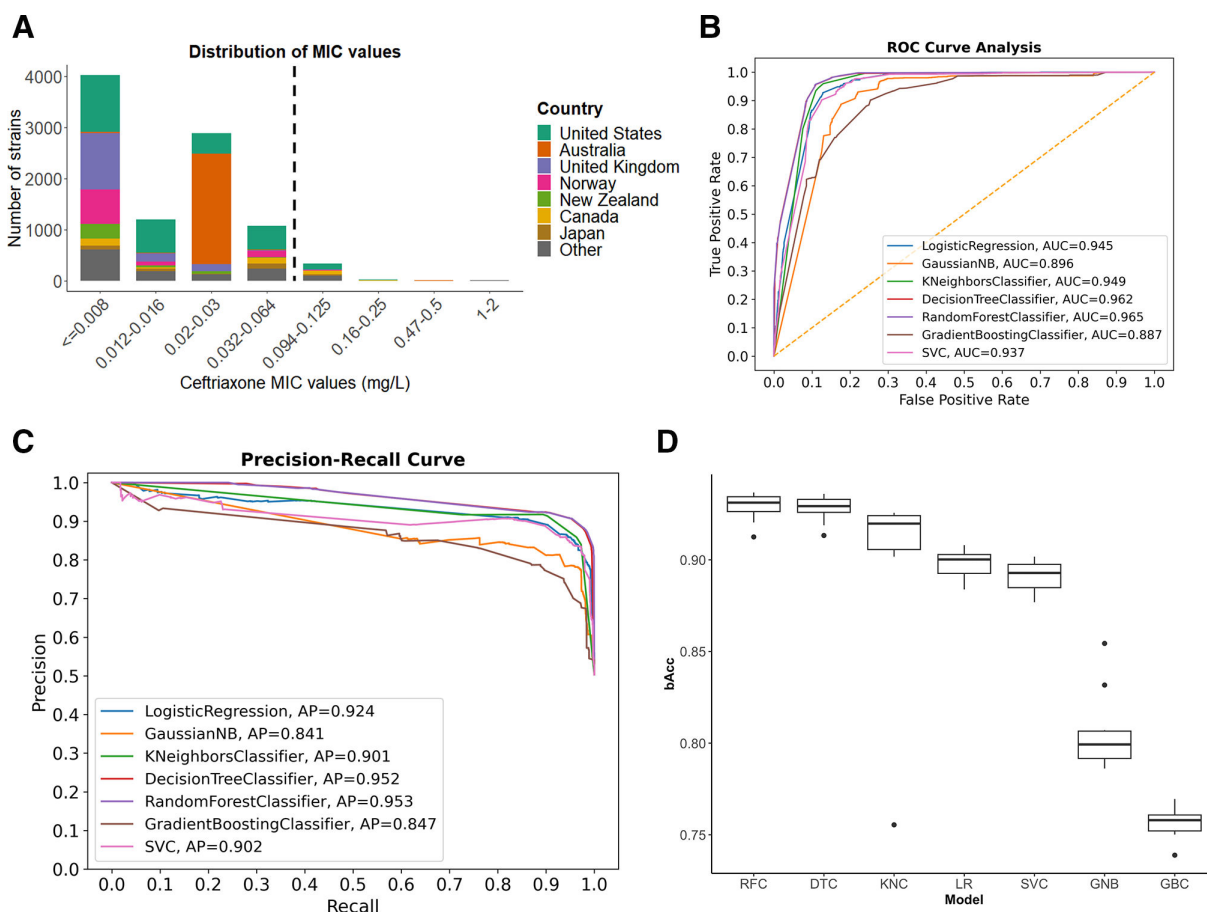 A
Distribution of MIC values
Number of strains
4000
3000
2000
1000
0
<=0.008
0.012-0.016
0.02-0.03
0.032-0.064
0.094-0.125
0.16-0.25
0.47-0.5
1-2
Ceftriaxone MIC values (mg/L)
Country
United States
Australia
United Kingdom
Norway
New Zealand
Canada
Japan
Other
B
ROC Curve Analysis
True Positive Rate
1.0
0.9
0.8
0.7
0.6
0.5
0.4
0.3
0.2
0.1
0.0
LogisticRegression, AUC=0.945
GaussianNB, AUC=0.896
KNeighborsClassifier, AUC=0.949
DecisionTreeClassifier, AUC=0.962
RandomForestClassifier, AUC=0.965
GradientBoostingClassifier, AUC=0.887
SVC, AUC=0.937
0.0 0.1 0.2 0.3 0.4 0.5 0.6 0.7 0.8 0.9 1.0
False Positive Rate
C
Precision-Recall Curve
Precision
1.0
0.9
0.8
0.7
0.6
0.5
0.4
0.3
0.2
0.1
0.0
LogisticRegression, AP=0.924
GaussianNB, AP=0.841
KNeighborsClassifier, AP=0.901
DecisionTreeClassifier, AP=0.952
RandomForestClassifier, AP=0.953
GradientBoostingClassifier, AP=0.847
SVC, AP=0.902
0.0 0.1 0.2 0.3 0.4 0.5 0.6 0.7 0.8 0.9 1.0
Recall
D
bAcc
0.90
0.85
0.80
0.75
RFC DTC KNC LR SVC GNB GBC
Model